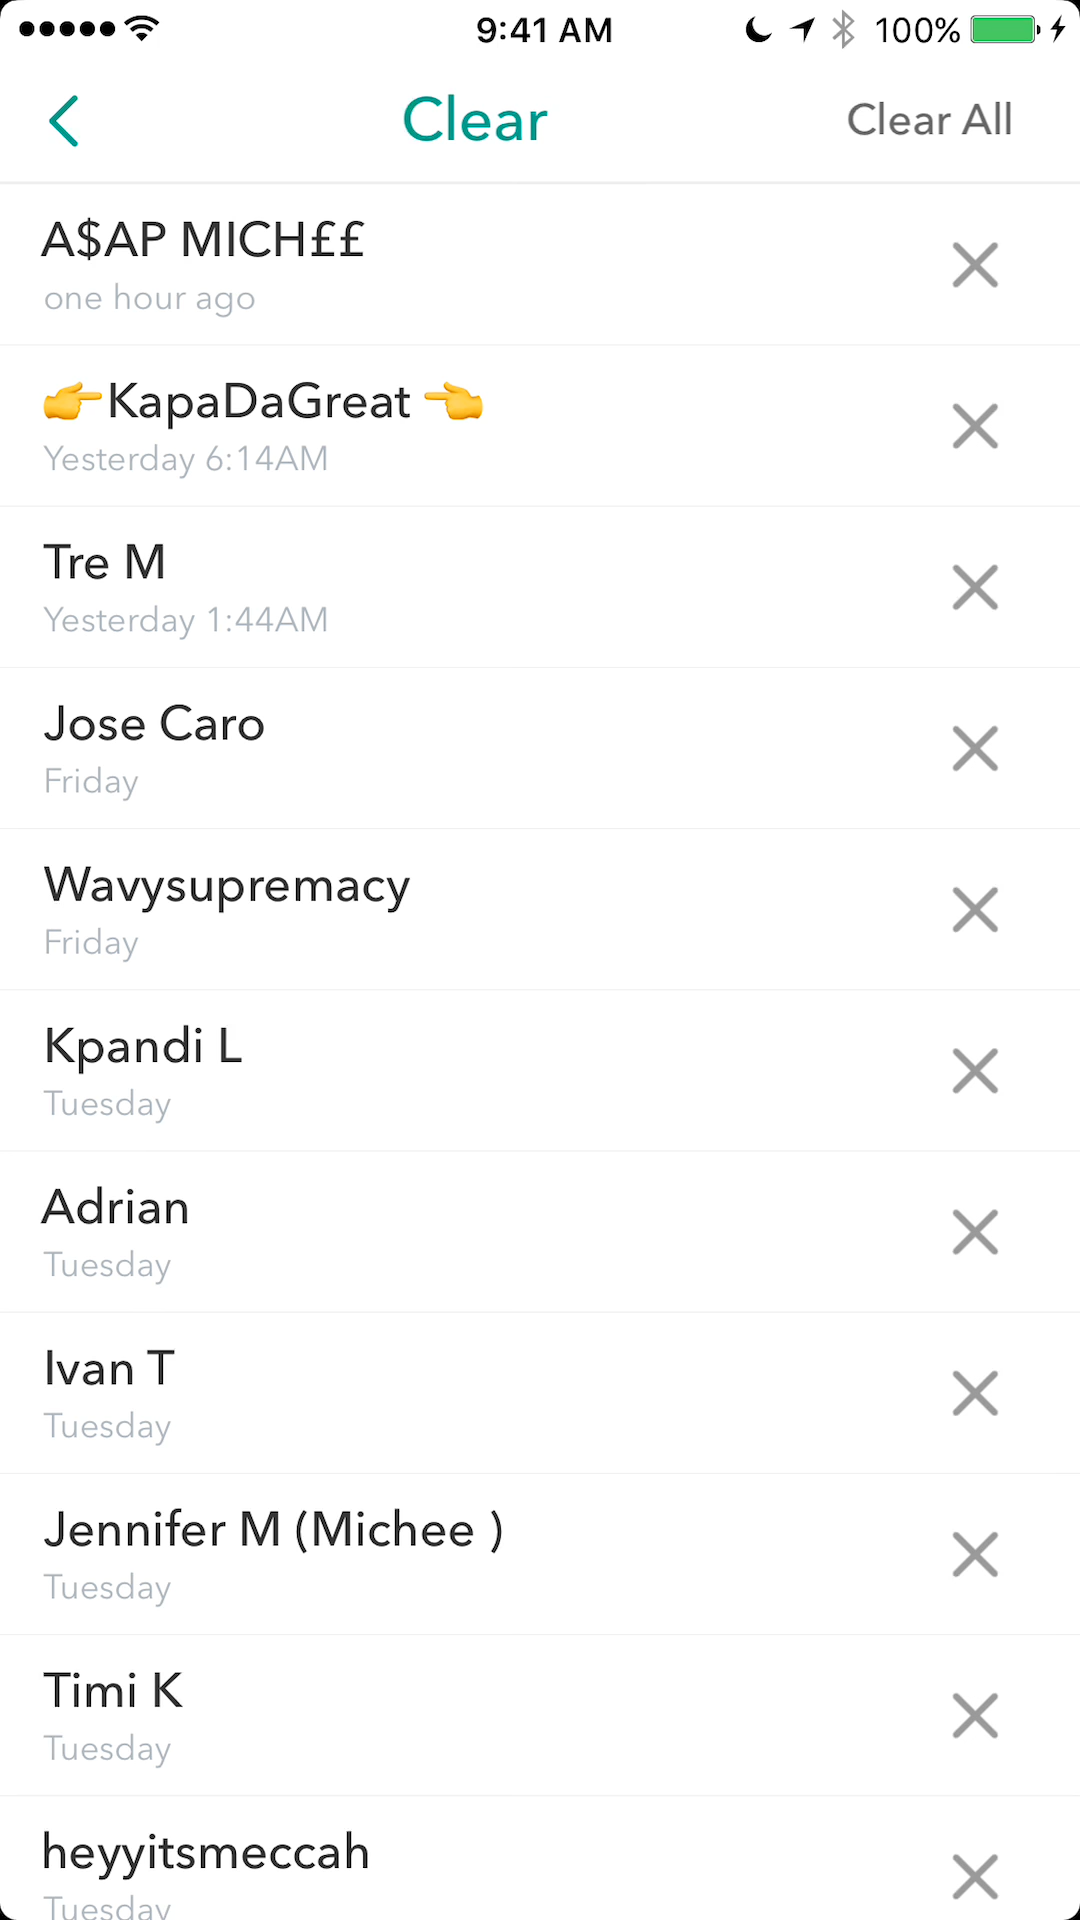 9:41 AM 100%
Clear Clear All
A$AP MICH££
one hour ago
👉KapaDaGreat 👈
Yesterday 6:14AM
Tre M
Yesterday 1:44AM
Jose Caro
Friday
Wavysupremacy
Friday
Kpandi L
Tuesday
Adrian
Tuesday
Ivan T
Tuesday
Jennifer M (Michee )
Tuesday
Timi K
Tuesday
heyyitsmeccah
Tuesday